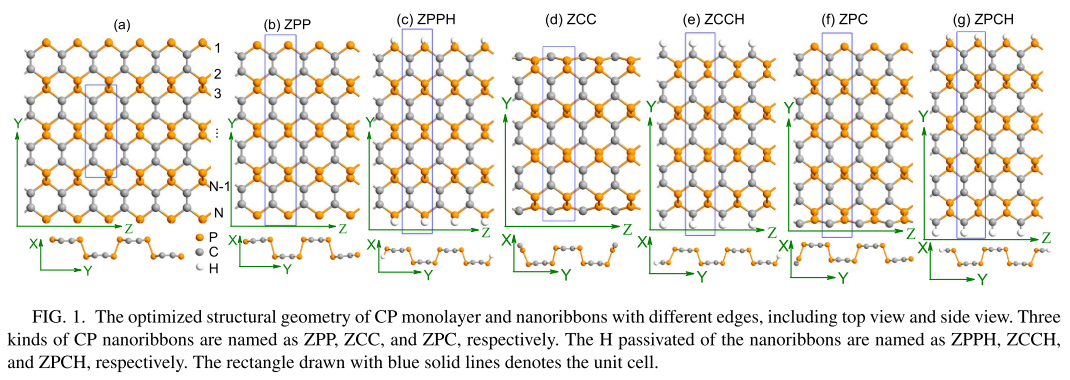 (a)
(b) ZPP
(c) ZPPH
(d) ZCC
(e) ZCCH
(f) ZPC
(g) ZPCH
1
2
3
⋮
N-1
N
Y
Z
Y
Z
Y
Z
Y
Z
Y
Z
Y
Z
Y
Z
P
C
H
X
Y
X
Y
X
Y
X
Y
X
Y
X
Y
X
Y
FIG. 1. The optimized structural geometry of CP monolayer and nanoribbons with different edges, including top view and side view. Three
kinds of CP nanoribbons are named as ZPP, ZCC, and ZPC, respectively. The H passivated of the nanoribbons are named as ZPPH, ZCCH,
and ZPCH, respectively. The rectangle drawn with blue solid lines denotes the unit cell.